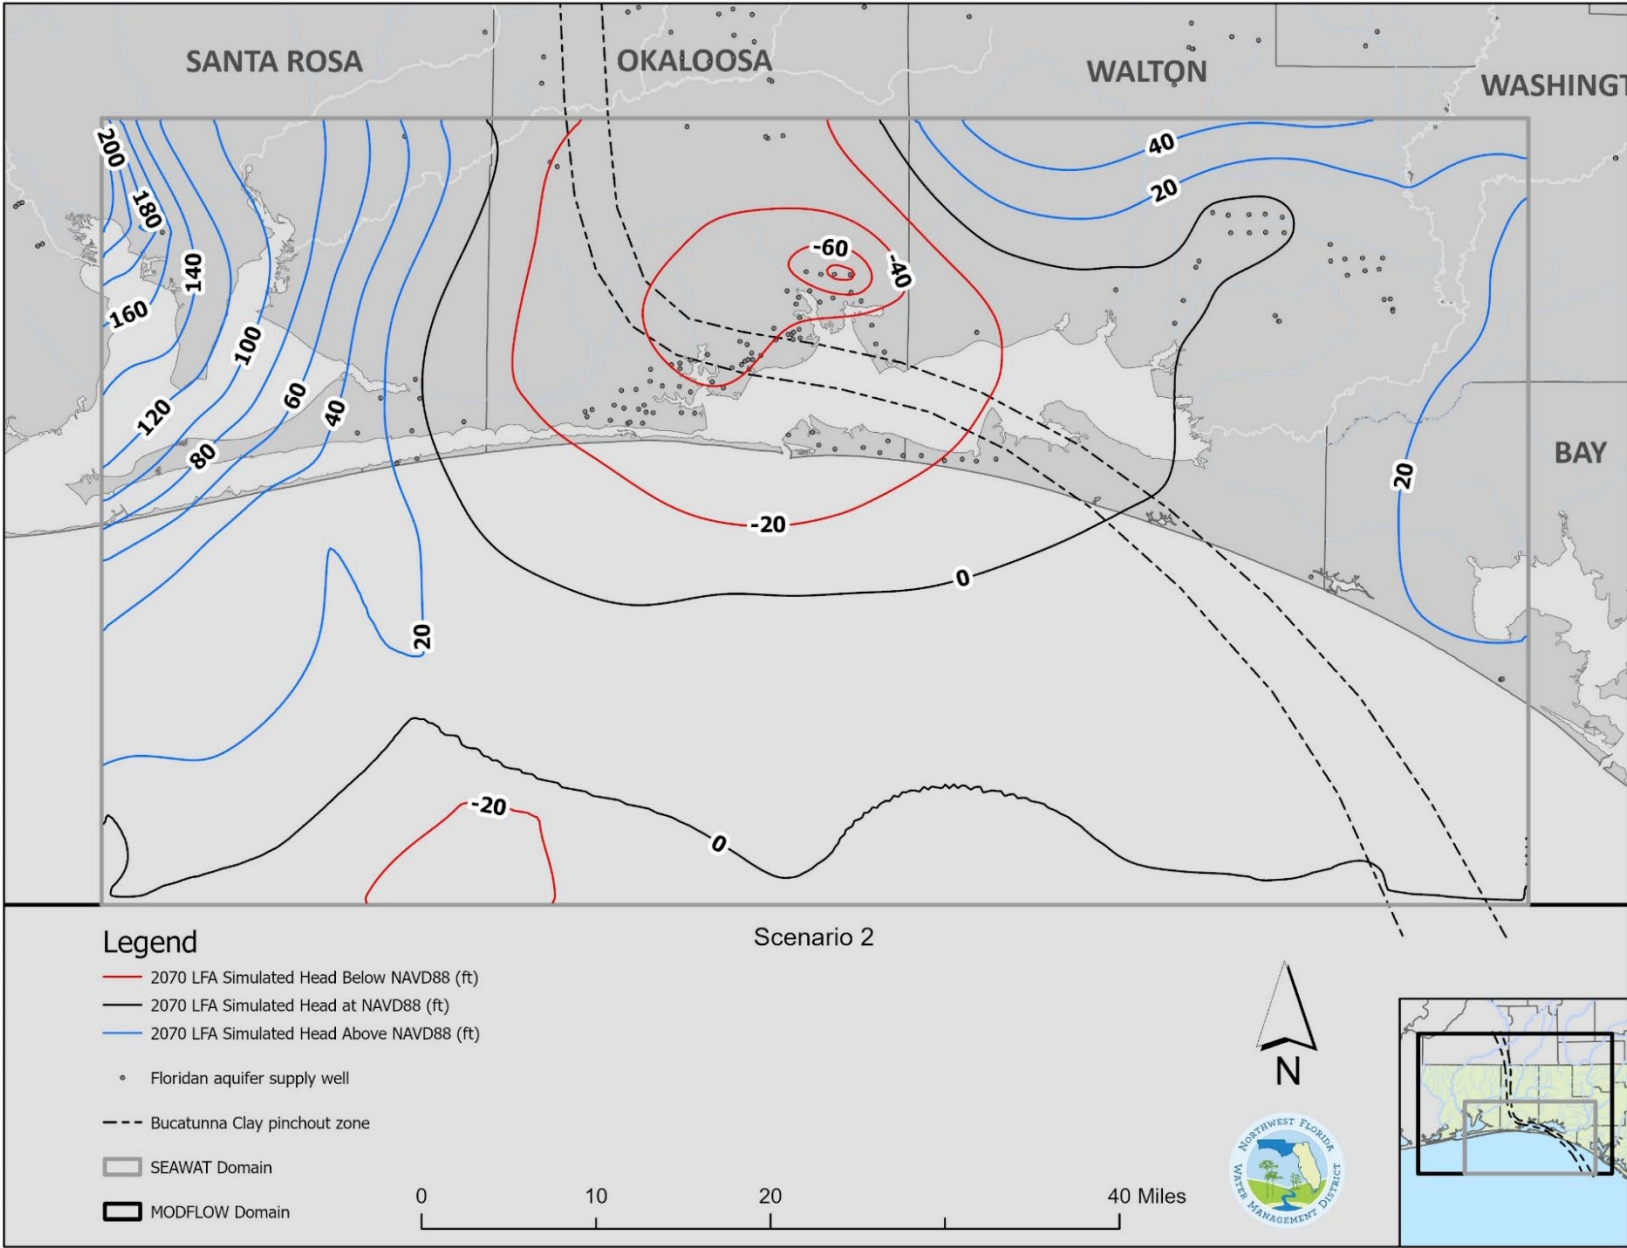 SANTA ROSA
OKALOOSA
WALTON
WASHINGT
200
40
180
20
140
-60
-40
160
100
60
40
120
80
20
BAY
-20
0
20
-20
0
Scenario 2
Legend
2070 LFA Simulated Head Below NAVD88 (ft)
2070 LFA Simulated Head at NAVD88 (ft)
2070 LFA Simulated Head Above NAVD88 (ft)
Floridan aquifer supply well
Bucatunna Clay pinchout zone
SEAWAT Domain
MODFLOW Domain
0 10 20 40 Miles
N
NORTHWEST FLORIDA
WATER MANAGEMENT DISTRICT